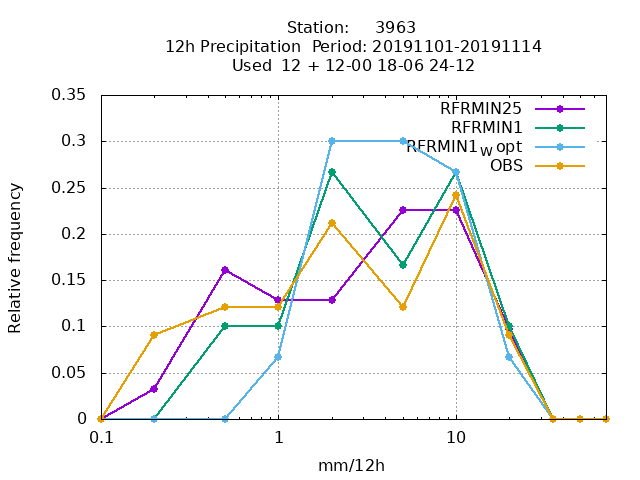 Station: 3963
12h Precipitation Period: 20191101-20191114
Used 12 + 12-00 18-06 24-12
RFRMIN25
RFRMIN1
RFRMIN1w opt
OBS
0.35
0.3
0.25
0.2
0.15
0.1
0.05
0
Relative frequency
0.1 1 10
mm/12h